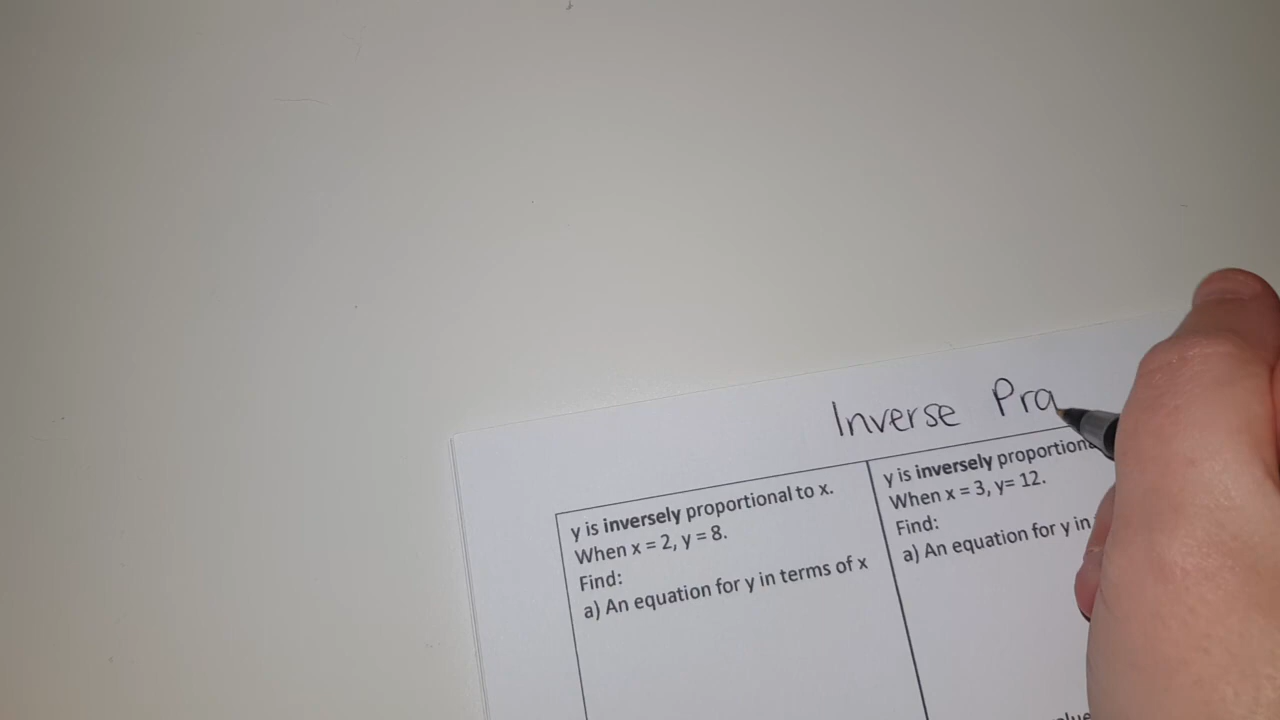 Inverse Pro
y is inversely proportional to x.
When x = 2, y = 8.
Find:
a) An equation for y in terms of x
y is inversely proportiona
When x = 3, y= 12.
Find:
a) An equation for y in